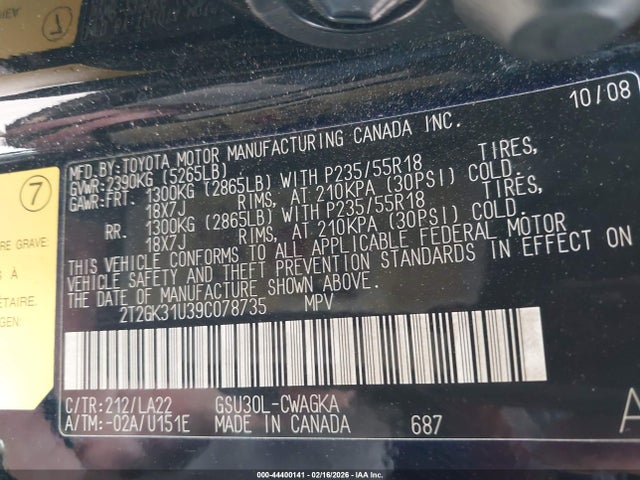 10/08
MFD.BY:TOYOTA MOTOR MANUFACTURING CANADA INC.
GVWR: 2390KG (5265LB)
GAWR:FRT. 1300KG (2865LB) WITH P235/55R18 TIRES,
18X7J RIMS, AT 210KPA (30PSI) COLD.
RR. 1300KG (2865LB) WITH P235/55R18 TIRES,
18X7J RIMS, AT 210KPA (30PSI) COLD.
THIS VEHICLE CONFORMS TO ALL APPLICABLE FEDERAL MOTOR
VEHICLE SAFETY AND THEFT PREVENTION STANDARDS IN EFFECT ON
THE DATE OF MANUFACTURE SHOWN ABOVE.
2T2GK31U39C078735 MPV
C/TR:212/LA22 GSU30L-CWAGKA
A/TM:-02A/U151E MADE IN CANADA 687
A
7
RE GRAVE:
S À
ÉTAIRE.
GEN:
000-44400141 - 02/16/2026 - IAA Inc.